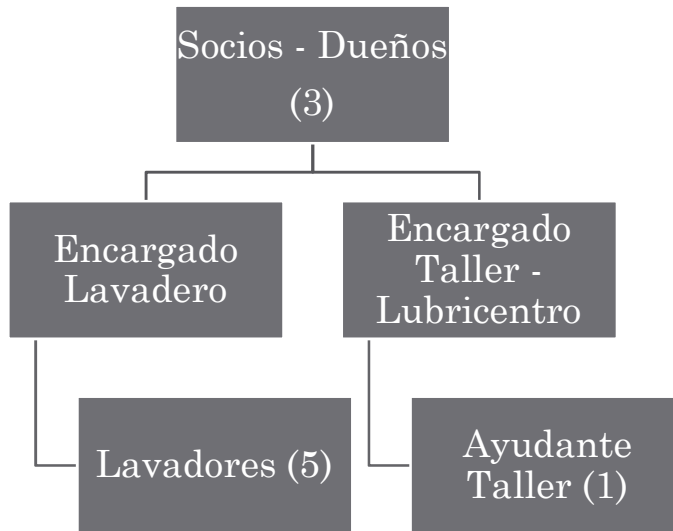 Socios - Dueños
(3)
Encargado
Lavadero
Encargado
Taller -
Lubricentro
Lavadores (5)
Ayudante
Taller (1)